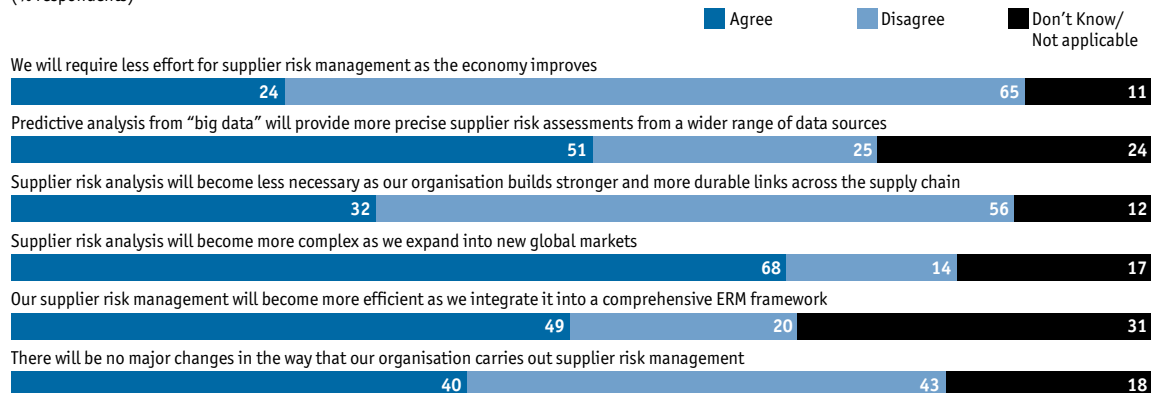 (% respondents)
Agree Disagree Don't Know/
Not applicable
We will require less effort for supplier risk management as the economy improves
24 65 11
Predictive analysis from “big data” will provide more precise supplier risk assessments from a wider range of data sources
51 25 24
Supplier risk analysis will become less necessary as our organisation builds stronger and more durable links across the supply chain
32 56 12
Supplier risk analysis will become more complex as we expand into new global markets
68 14 17
Our supplier risk management will become more efficient as we integrate it into a comprehensive ERM framework
49 20 31
There will be no major changes in the way that our organisation carries out supplier risk management
40 43 18